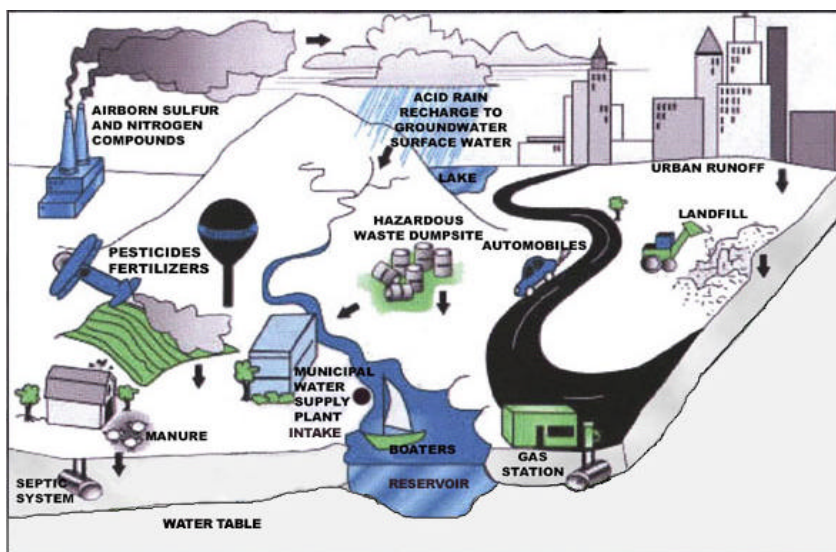 AIRBORN SULFUR
AND NITROGEN
COMPOUNDS
ACID RAIN
RECHARGE TO
GROUNDWATER
SURFACE WATER
LAKE
URBAN RUNOFF
PESTICIDES
FERTILIZERS
HAZARDOUS
WASTE DUMPSITE
AUTOMOBILES
LANDFILL
MUNICIPAL
WATER
SUPPLY
PLANT
INTAKE
MANURE
BOATERS
GAS
STATION
SEPTIC
SYSTEM
RESERVOIR
WATER TABLE